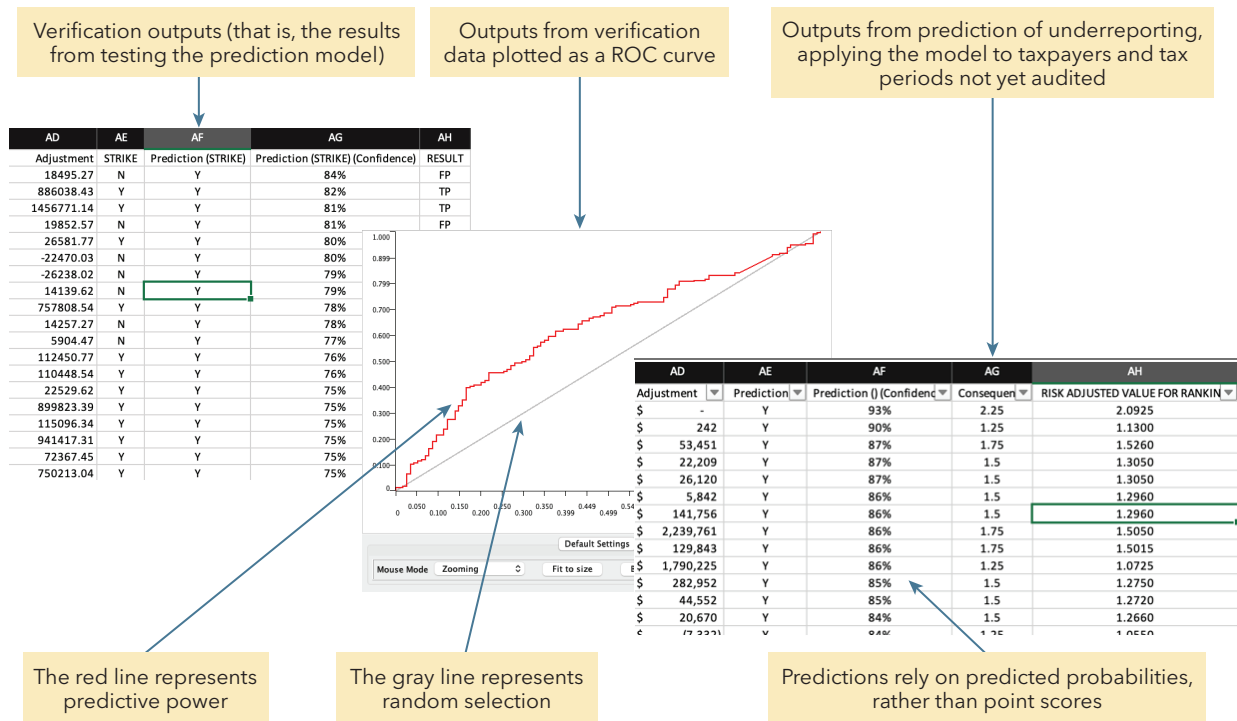 Verification outputs (that is, the results
from testing the prediction model)
Outputs from verification
data plotted as a ROC curve
Outputs from prediction of underreporting,
applying the model to taxpayers and tax
periods not yet audited
AD AE AF AG AH
Adjustment STRIKE Prediction (STRIKE) Prediction (STRIKE) (Confidence) RESULT
18495.27 N Y 84% FP
886038.43 Y Y 82% TP
1456771.14 Y Y 81% TP
19852.57 N Y 81% FP
26581.77 Y Y 80%
-22470.03 N Y 80%
-26238.02 N Y 79%
14139.62 N Y 79%
757808.54 Y Y 78%
14257.27 N Y 78%
5904.47 N Y 77%
112450.77 Y Y 76%
110448.54 Y Y 76%
22529.62 Y Y 75%
899823.39 Y Y 75%
115096.34 Y Y 75%
941417.31 Y Y 75%
72367.45 Y Y 75%
750213.04 Y Y 75%
1.000
0.899
0.799
0.700
0.600
0.500
0.400
0.300
0.200
0.100
0
0.050 0.150 0.250 0.350 0.449
0 0.100 0.200 0.300 0.399 0.499
Default Settings
Mouse Mode Zooming Fit to size
AD AE AF AG AH
Adjustment Prediction Prediction () (Confidenc Consequen RISK ADJUSTED VALUE FOR RANKIN
$ - Y 93% 2.25 2.0925
$ 242 Y 90% 1.25 1.1300
$ 53,451 Y 87% 1.75 1.5260
$ 22,209 Y 87% 1.5 1.3050
$ 26,120 Y 87% 1.5 1.3050
$ 5,842 Y 86% 1.5 1.2960
$ 141,756 Y 86% 1.5 1.2960
$ 2,239,761 Y 86% 1.75 1.5050
$ 129,843 Y 86% 1.75 1.5015
$ 1,790,225 Y 86% 1.25 1.0725
$ 282,952 Y 85% 1.5 1.2750
$ 44,552 Y 85% 1.5 1.2720
$ 20,670 Y 84% 1.5 1.2660
$ (7,332) Y 84% 1.25 1.0550
The red line represents
predictive power
The gray line represents
random selection
Predictions rely on predicted probabilities,
rather than point scores